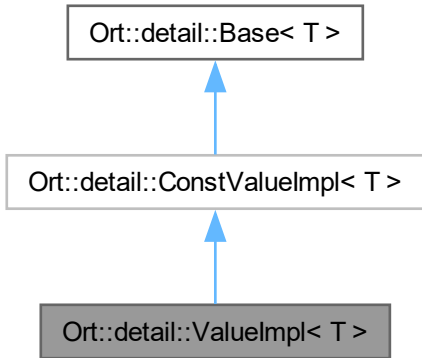 Ort::detail::Base< T >
Ort::detail::ConstValueImpl< T >
Ort::detail::ValueImpl< T >